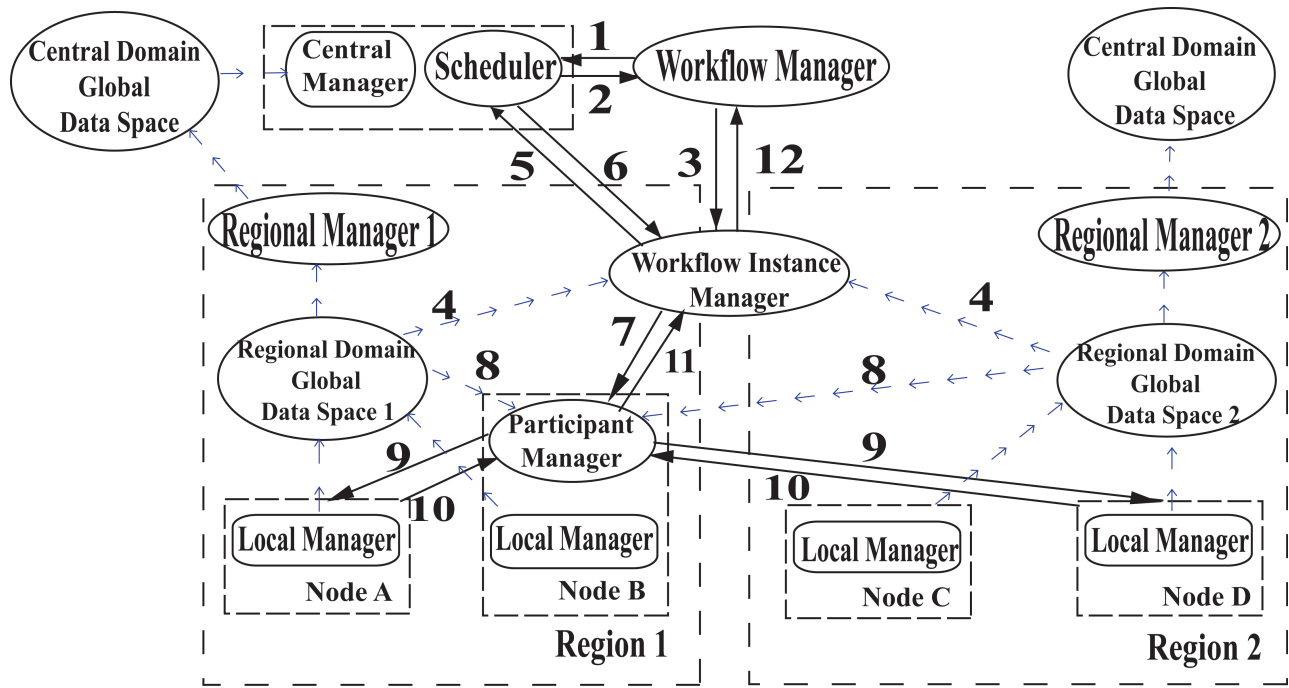 Central Domain
Global
Data Space
Central
Manager
Scheduler
1
2
Workflow Manager
Central Domain
Global
Data Space
5
6
3
12
Regional Manager 1
Regional Manager 2
Workflow Instance
Manager
4
4
7
11
Regional Domain
Global
Data Space 1
8
8
Regional Domain
Global
Data Space 2
Participant
Manager
9
10
9
10
Local Manager
Node A
Local Manager
Node B
Local Manager
Node C
Local Manager
Node D
Region 1
Region 2